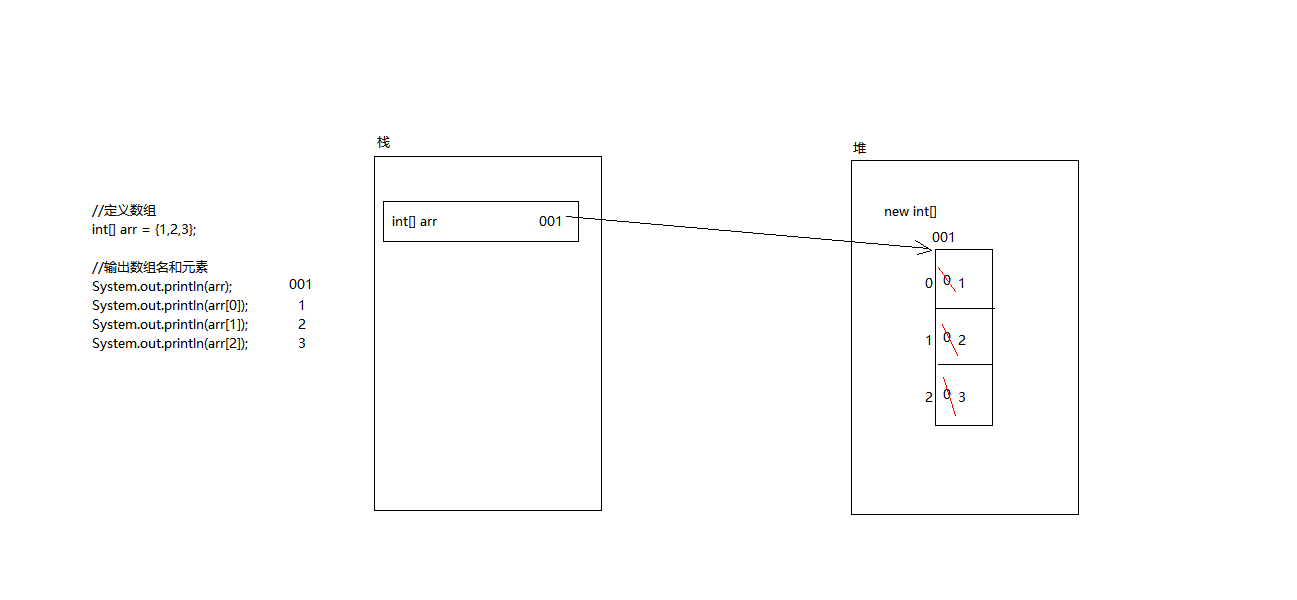 //定义数组
int[] arr = {1,2,3};
//输出数组名和元素
System.out.println(arr); 001
System.out.println(arr[0]); 1
System.out.println(arr[1]); 2
System.out.println(arr[2]); 3
栈
int[] arr 001
堆
new int[]
001
0 0 1
1 0 2
2 0 3